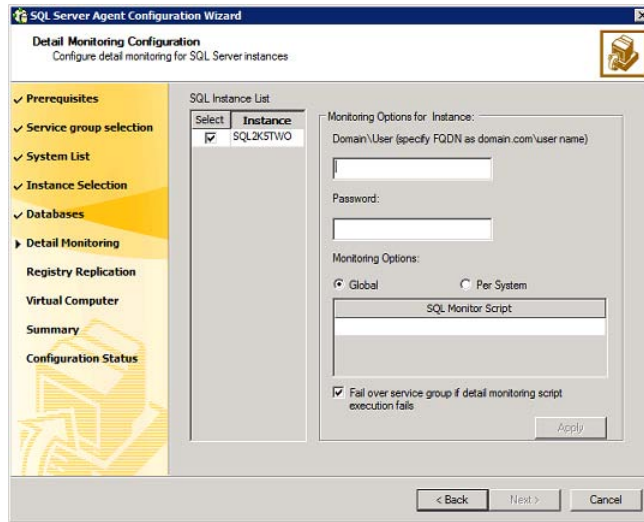 SQL Server Agent Configuration Wizard
Detail Monitoring Configuration
Configure detail monitoring for SQL Server instances
Prerequisites
Service group selection
System List
Instance Selection
Databases
Detail Monitoring
Registry Replication
Virtual Computer
Summary
Configuration Status
SQL Instance List
Select Instance
SQL2K5TWO
Monitoring Options for Instance:
Domain\User (specify FQDN as domain.com\user name)
Password:
Monitoring Options:
Global Per System
SQL Monitor Script
Fail over service group if detail monitoring script
execution fails
Apply
< Back Next > Cancel